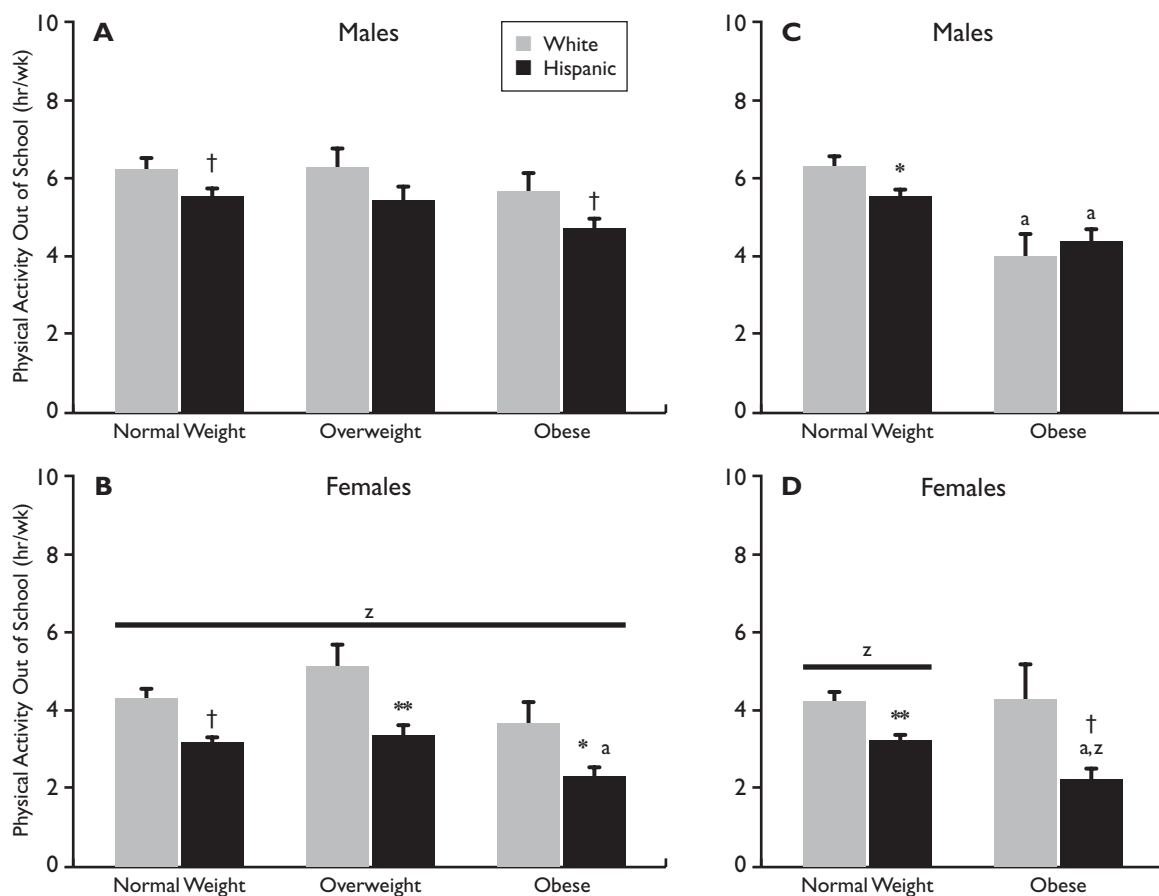 A
Males
White
Hispanic
Physical Activity Out of School (hr/wk)
10
8
6
4
2
0
†
†
Normal Weight
Overweight
Obese
C
Males
10
8
6
4
2
0
*
a
a
Normal Weight
Obese
B
Females
Physical Activity Out of School (hr/wk)
10
8
6
4
2
0
z
†
**
* a
Normal Weight
Overweight
Obese
D
Females
10
8
6
4
2
0
z
**
†
a,z
Normal Weight
Obese